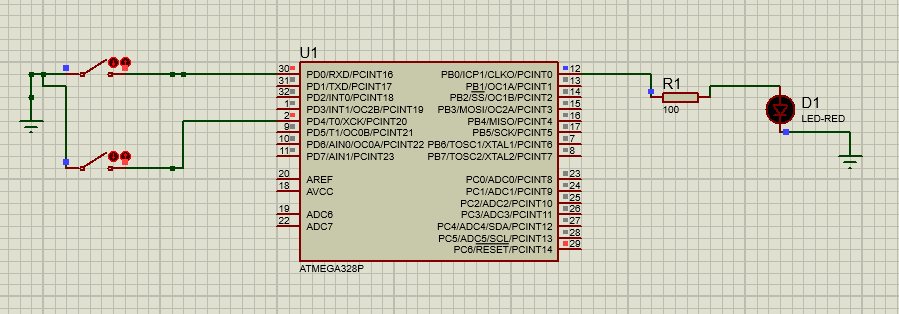 U1
30 PD0/RXD/PCINT16
31 PD1/TXD/PCINT17
32 PD2/INT0/PCINT18
1 PD3/INT1/OC2B/PCINT19
2 PD4/T0/XCK/PCINT20
9 PD5/T1/OC0B/PCINT21
10 PD6/AIN0/OC0A/PCINT22
11 PD7/AIN1/PCINT23
20 AREF
18 AVCC
19 ADC6
22 ADC7
PB0/ICP1/CLKO/PCINT0 12
PB1/OC1A/PCINT1 13
PB2/SS/OC1B/PCINT2 14
PB3/MOSI/OC2A/PCINT3 15
PB4/MISO/PCINT4 16
PB5/SCK/PCINT5 17
PB6/TOSC1/XTAL1/PCINT6 7
PB7/TOSC2/XTAL2/PCINT7 8
PC0/ADC0/PCINT8 23
PC1/ADC1/PCINT9 24
PC2/ADC2/PCINT10 25
PC3/ADC3/PCINT11 26
PC4/ADC4/SDA/PCINT12 27
PC5/ADC5/SCL/PCINT13 28
PC6/RESET/PCINT14 29
ATMEGA328P
R1
100
D1
LED-RED